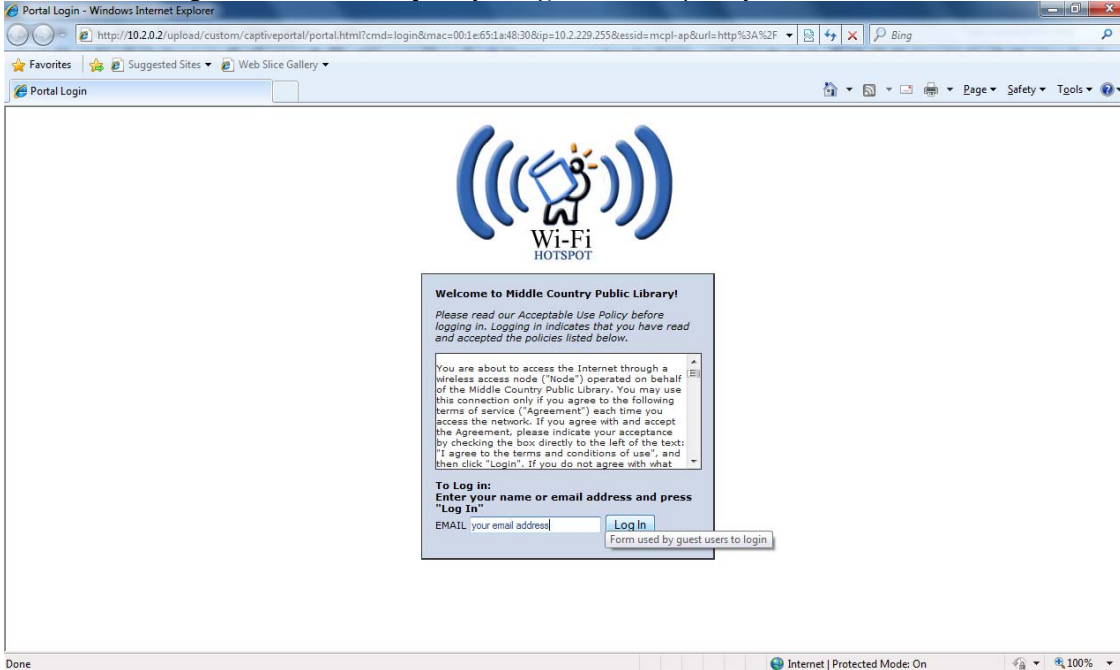 Portal Login - Windows Internet Explorer
http://10.2.0.2/upload/custom/captiveportal/portal.html?cmd=login&mac=00:1e:65:1a:48:30&ip=10.2.229.255&essid=mcpl-ap&url=http%3A%2F
Bing
Favorites
Suggested Sites
Web Slice Gallery
Portal Login
Page
Safety
Tools
Wi-Fi
HOTSPOT
Welcome to Middle Country Public Library!
Please read our Acceptable Use Policy before
logging in. Logging in indicates that you have read
and accepted the policies listed below.
You are about to access the Internet through a
wireless access node ("Node") operated on behalf
of the Middle Country Public Library. You may use
this connection only if you agree to the following
terms of service ("Agreement") each time you
access the network. If you agree with and accept
the Agreement, please indicate your acceptance
by checking the box directly to the left of the text:
"I agree to the terms and conditions of use", and
then click "Login". If you do not agree with what
To Log in:
Enter your name or email address and press
"Log In"
EMAIL your email address Log In
Form used by guest users to login
Done
Internet | Protected Mode: On
100%